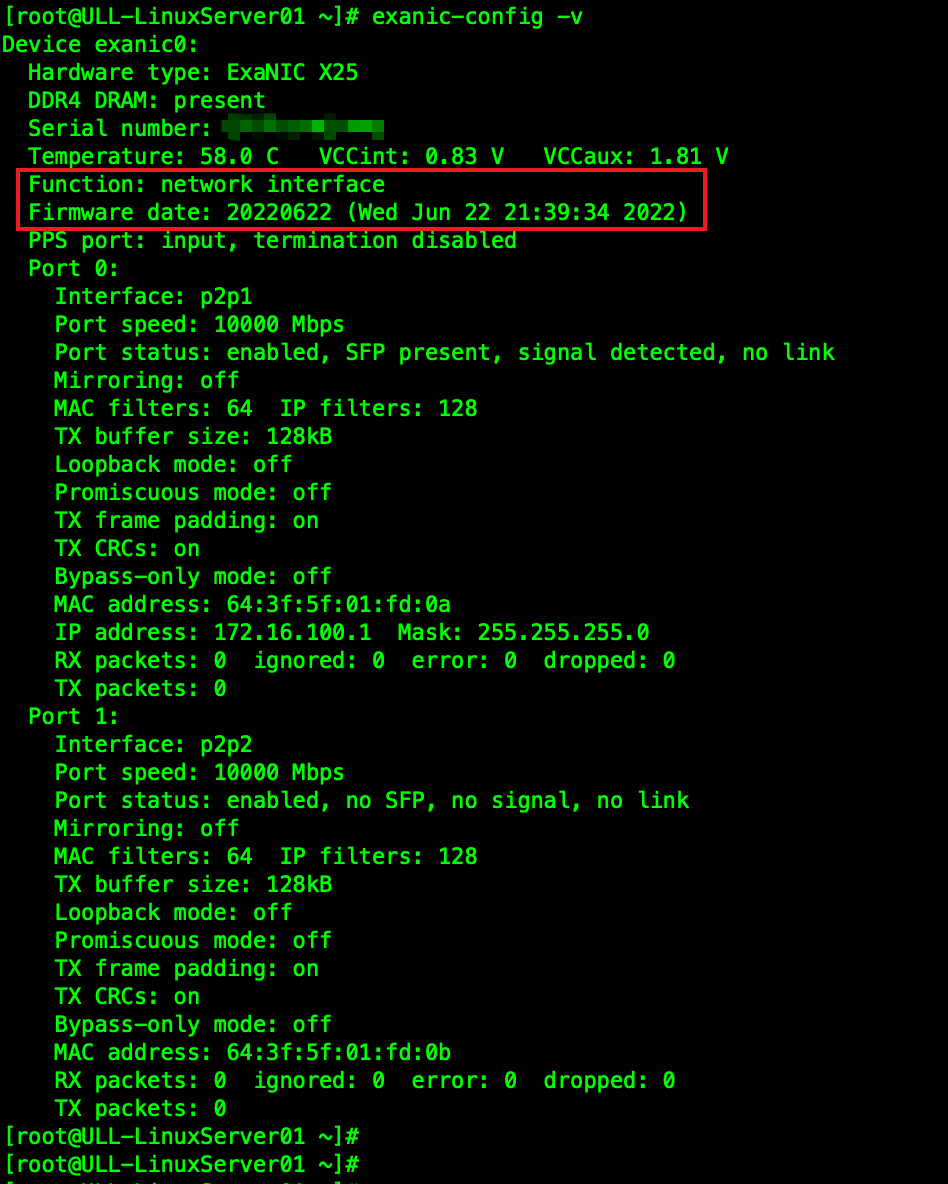 [root@ULL-LinuxServer01 ~]# exanic-config -v
Device exanic0:
  Hardware type: ExaNIC X25
  DDR4 DRAM: present
  Serial number:
  Temperature: 58.0 C   VCCint: 0.83 V   VCCaux: 1.81 V
  Function: network interface
  Firmware date: 20220622 (Wed Jun 22 21:39:34 2022)
  PPS port: input, termination disabled
  Port 0:
    Interface: p2p1
    Port speed: 10000 Mbps
    Port status: enabled, SFP present, signal detected, no link
    Mirroring: off
    MAC filters: 64  IP filters: 128
    TX buffer size: 128kB
    Loopback mode: off
    Promiscuous mode: off
    TX frame padding: on
    TX CRCs: on
    Bypass-only mode: off
    MAC address: 64:3f:5f:01:fd:0a
    IP address: 172.16.100.1  Mask: 255.255.255.0
    RX packets: 0  ignored: 0  error: 0  dropped: 0
    TX packets: 0
  Port 1:
    Interface: p2p2
    Port speed: 10000 Mbps
    Port status: enabled, no SFP, no signal, no link
    Mirroring: off
    MAC filters: 64  IP filters: 128
    TX buffer size: 128kB
    Loopback mode: off
    Promiscuous mode: off
    TX frame padding: on
    TX CRCs: on
    Bypass-only mode: off
    MAC address: 64:3f:5f:01:fd:0b
    RX packets: 0  ignored: 0  error: 0  dropped: 0
    TX packets: 0
[root@ULL-LinuxServer01 ~]#
[root@ULL-LinuxServer01 ~]#